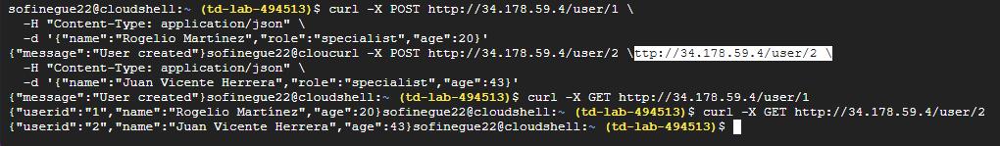 sofinegue22@cloudshell:~ (td-lab-494513)$ curl -X POST http://34.178.59.4/user/1 \
  -H "Content-Type: application/json" \
  -d '{"name":"Rogelio Martínez","role":"specialist","age":20}'
{"message":"User created"}sofinegue22@cloucurl -X POST http://34.178.59.4/user/2 \ttp://34.178.59.4/user/2 \
  -H "Content-Type: application/json" \
  -d '{"name":"Juan Vicente Herrera","role":"specialist","age":43}'
{"message":"User created"}sofinegue22@cloudshell:~ (td-lab-494513)$ curl -X GET http://34.178.59.4/user/1
{"userid":"1","name":"Rogelio Martínez","age":20}sofinegue22@cloudshell:~ (td-lab-494513)$ curl -X GET http://34.178.59.4/user/2
{"userid":"2","name":"Juan Vicente Herrera","age":43}sofinegue22@cloudshell:~ (td-lab-494513)$